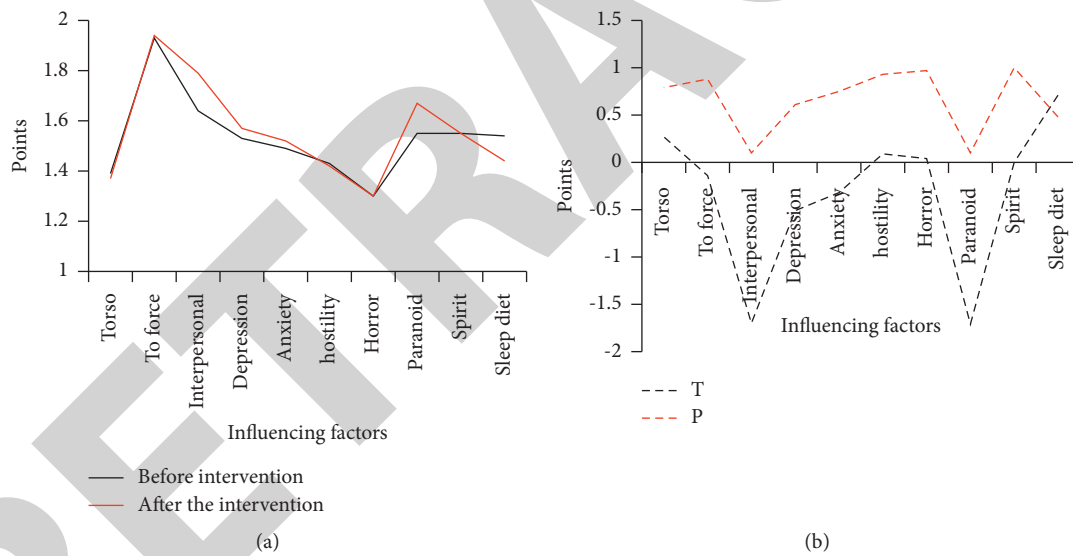 2
1.8
1.6
1.4
1.2
1
Points
Torso
To force
Interpersonal
Depression
Anxiety
hostility
Horror
Paranoid
Spirit
Sleep diet
Influencing factors
Before intervention
After the intervention
(a)
1.5
1
0.5
0
-0.5
-1
-1.5
-2
Points
Torso
To force
Interpersonal
Depression
Anxiety
hostility
Horror
Paranoid
Spirit
Sleep diet
Influencing factors
T
P
(b)